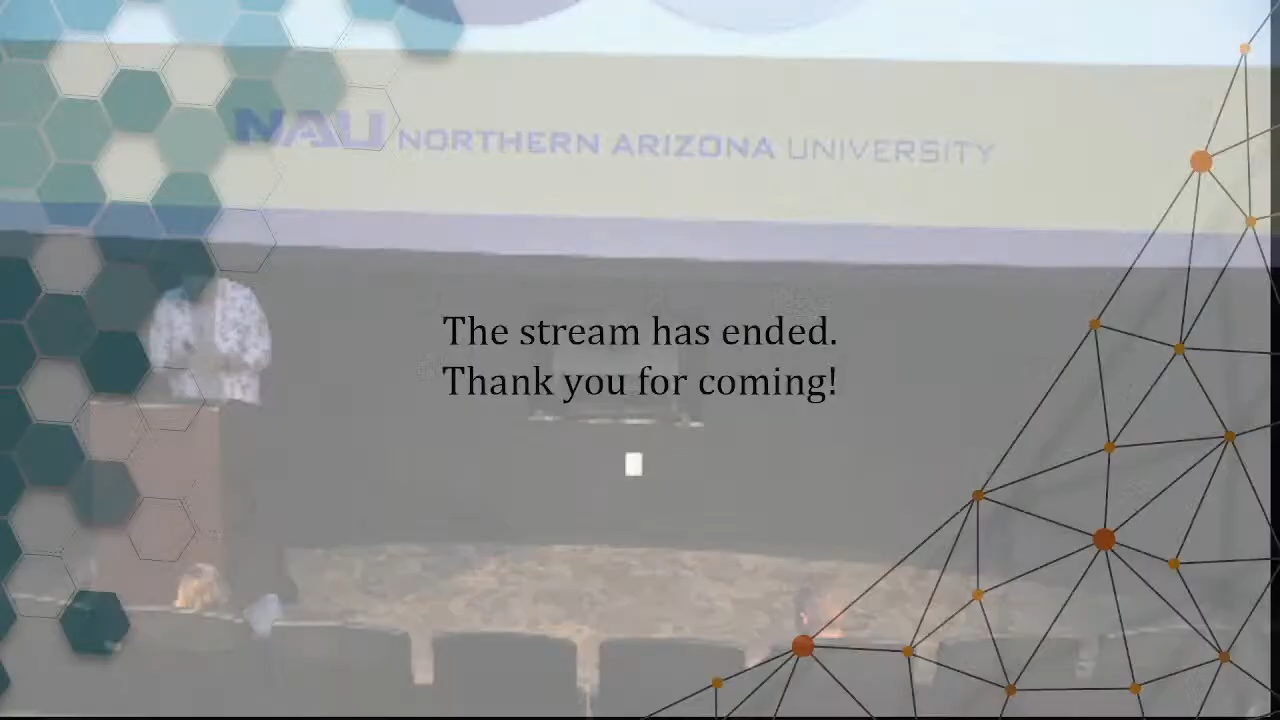 NAU NORTHERN ARIZONA UNIVERSITY
The stream has ended.
Thank you for coming!